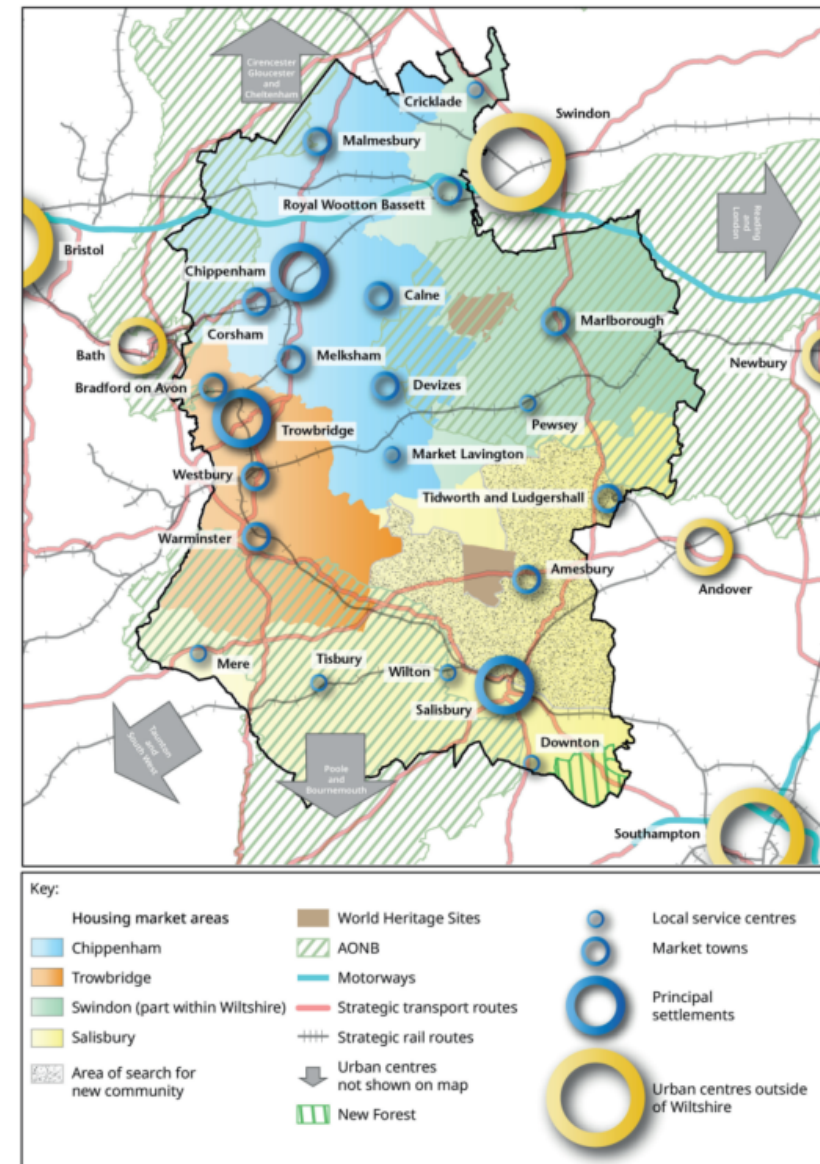 Cirencester
Gloucester
and
Cheltenham
Cricklade
Swindon
Malmesbury
Royal Wootton Bassett
Reading
and
London
Bristol
Chippenham
Calne
Corsham
Marlborough
Bath
Melksham
Newbury
Bradford on Avon
Devizes
Pewsey
Trowbridge
Market Lavington
Westbury
Tidworth and Ludgershall
Warminster
Amesbury
Andover
Mere
Tisbury
Wilton
Salisbury
Taunton
and
South West
Poole
and
Bournemouth
Downton
Southampton
Key:
Housing market areas
Chippenham
Trowbridge
Swindon (part within Wiltshire)
Salisbury
Area of search for
new community
World Heritage Sites
AONB
Motorways
Strategic transport routes
Strategic rail routes
Urban centres
not shown on map
New Forest
Local service centres
Market towns
Principal
settlements
Urban centres outside
of Wiltshire